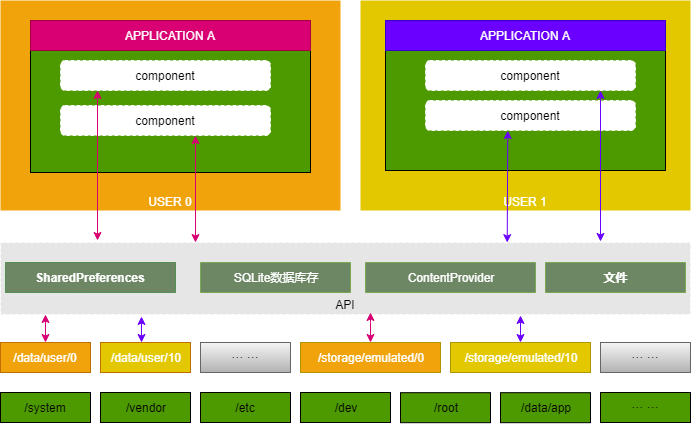 APPLICATION A
APPLICATION A
component
component
component
component
USER 0
USER 1
SharedPreferences
SQLite数据库存
ContentProvider
文件
API
/data/user/0
/data/user/10
... ...
/storage/emulated/0
/storage/emulated/10
... ...
/system
/vendor
/etc
/dev
/root
/data/app
... ...